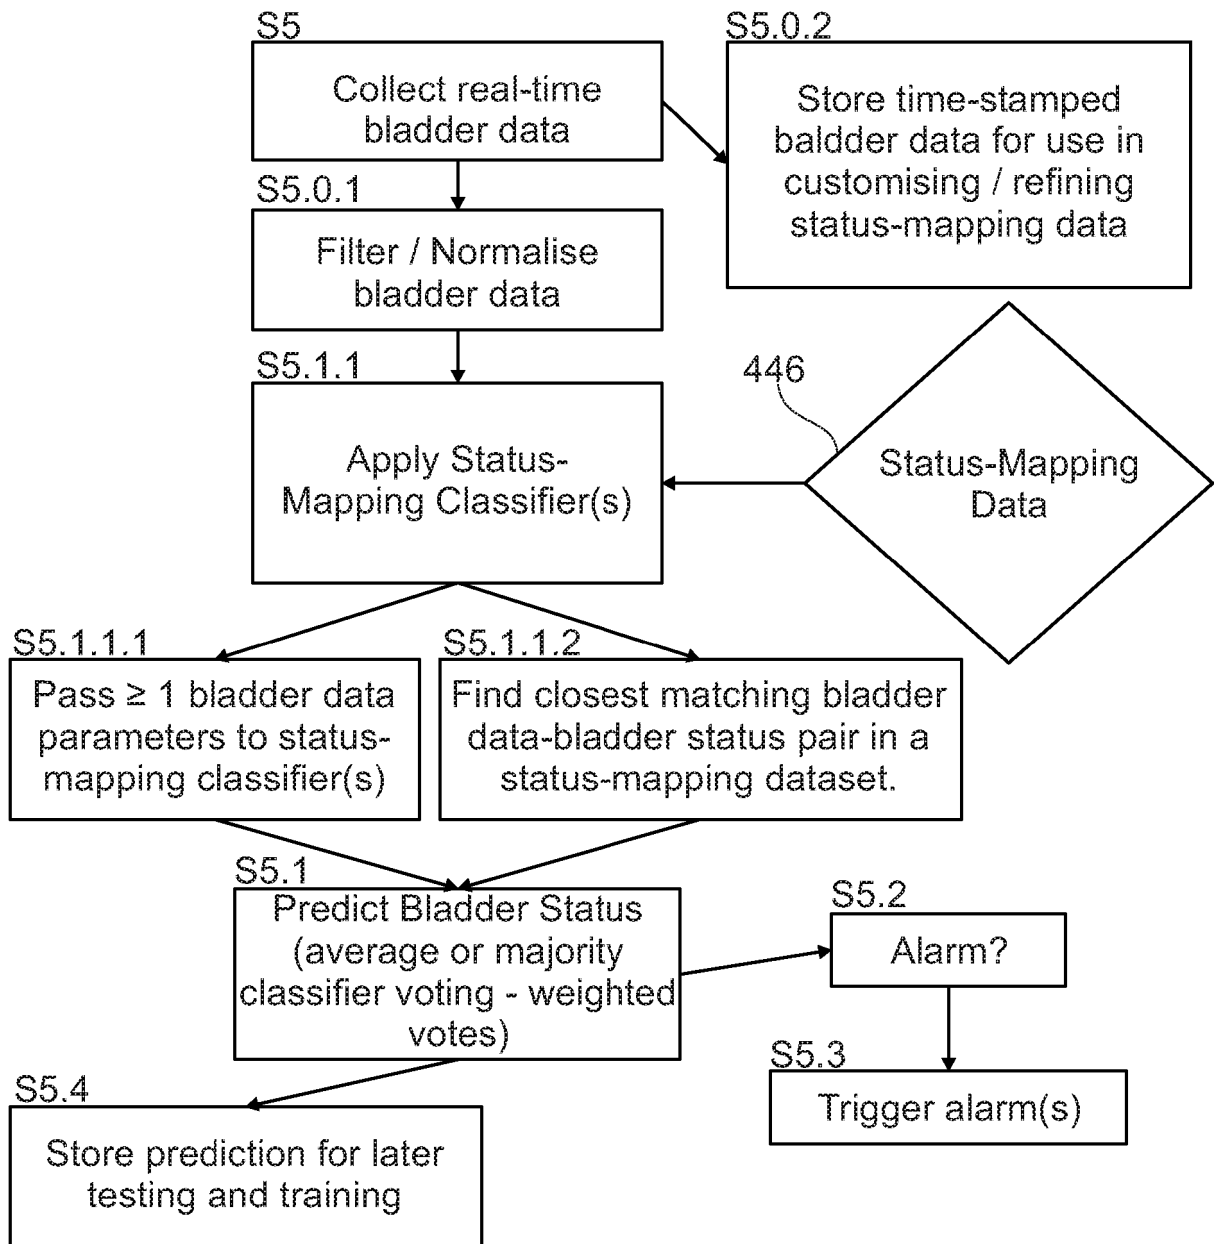 S5
Collect real-time
bladder data
S5.0.2
Store time-stamped
baldder data for use in
customising / refining
status-mapping data
S5.0.1
Filter / Normalise
bladder data
S5.1.1
Apply Status-
Mapping Classifier(s)
446
Status-Mapping
Data
S5.1.1.1
Pass ≥ 1 bladder data
parameters to status-
mapping classifier(s)
S5.1.1.2
Find closest matching bladder
data-bladder status pair in a
status-mapping dataset.
S5.1
Predict Bladder Status
(average or majority
classifier voting - weighted
votes)
S5.2
Alarm?
S5.3
Trigger alarm(s)
S5.4
Store prediction for later
testing and training